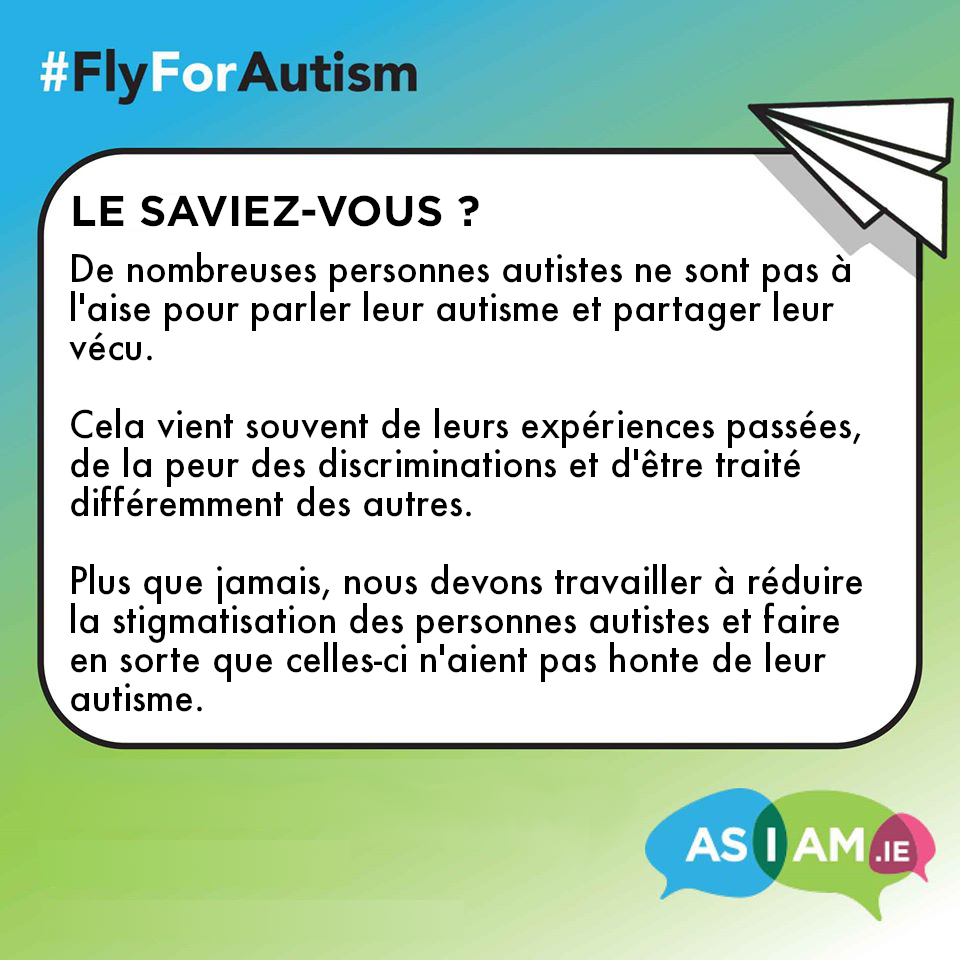 #FlyForAutism
LE SAVIEZ-VOUS ?
De nombreuses personnes autistes ne sont pas à
l'aise pour parler leur autisme et partager leur
vécu.
Cela vient souvent de leurs expériences passées,
de la peur des discriminations et d'être traité
différemment des autres.
Plus que jamais, nous devons travailler à réduire
la stigmatisation des personnes autistes et faire
en sorte que celles-ci n'aient pas honte de leur
autisme.
AS I AM.IE